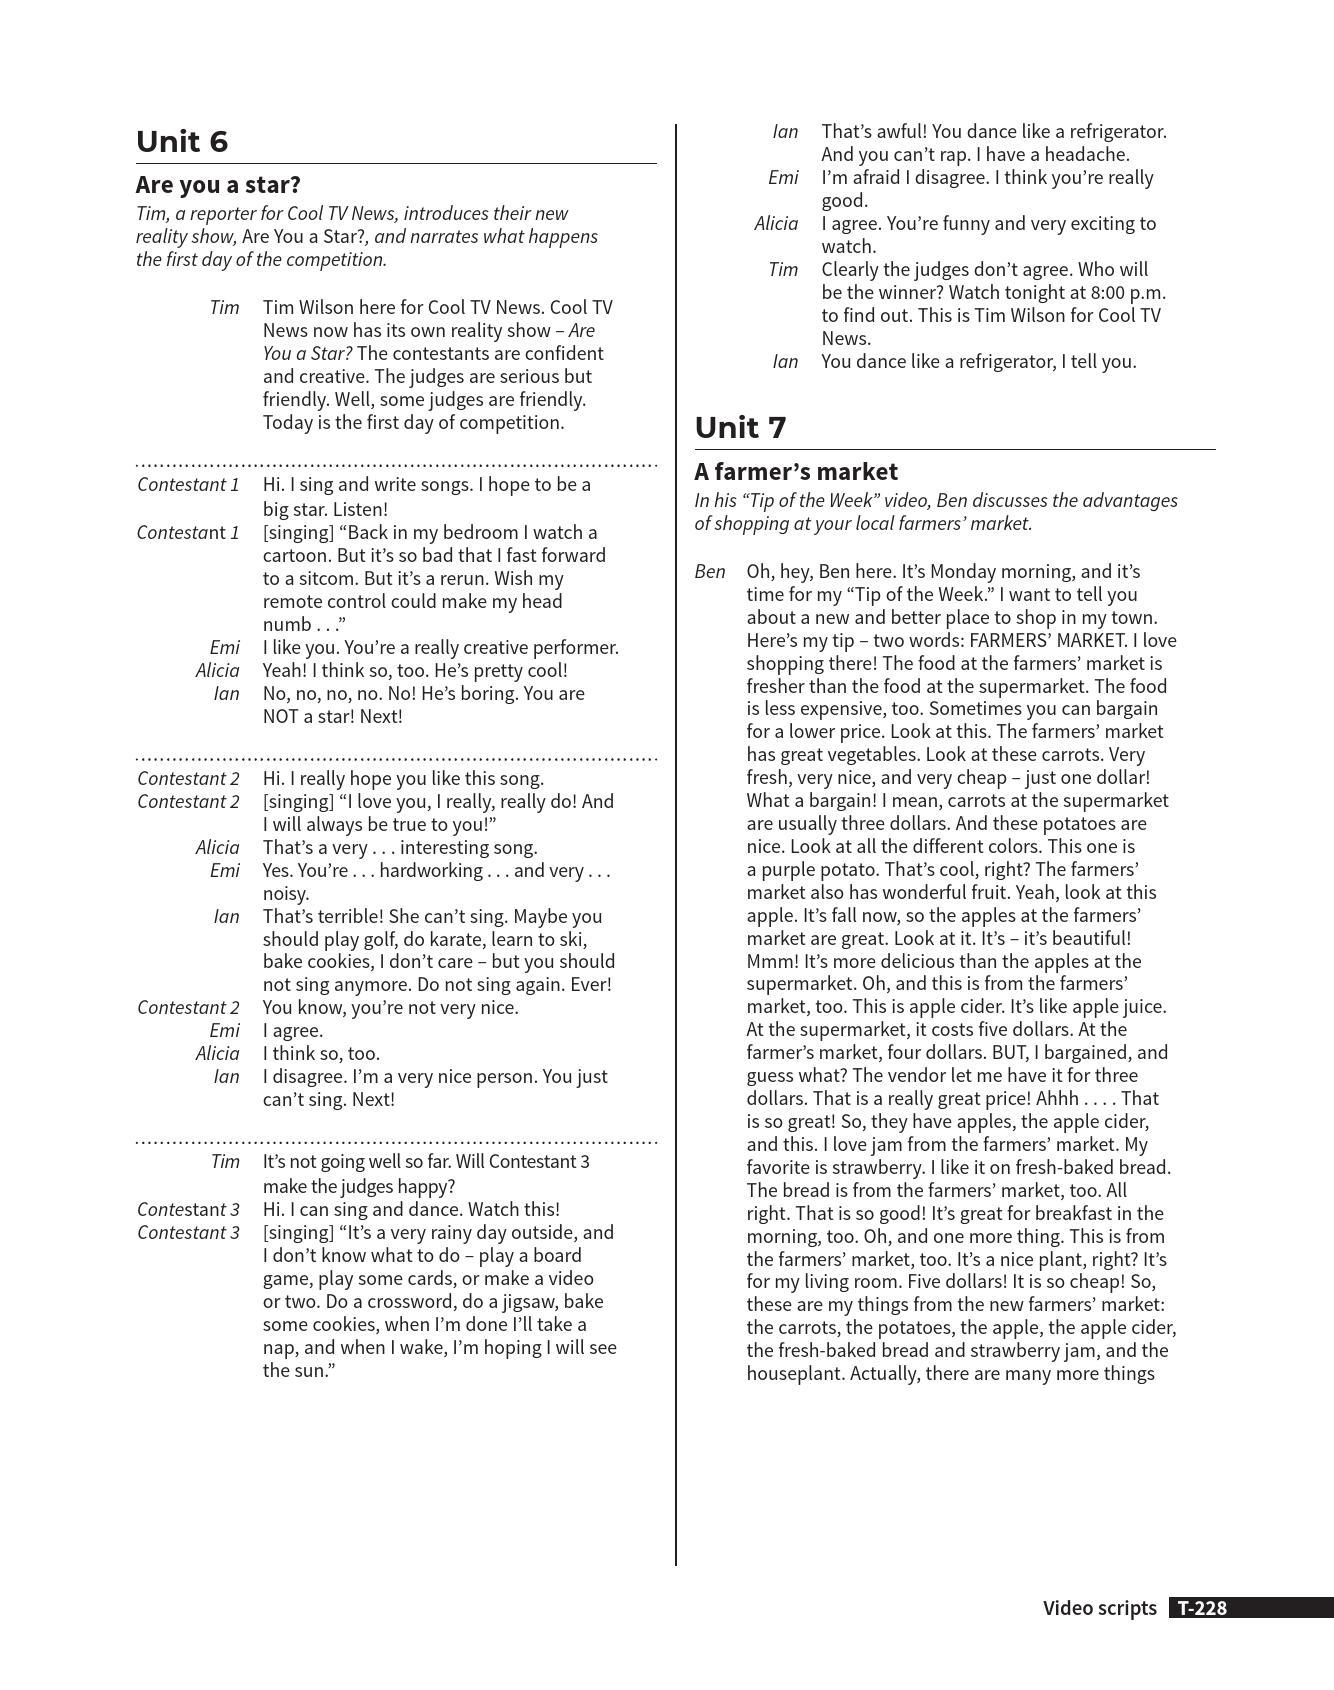 Unit 6
Are you a star?
Tim, a reporter for Cool TV News, introduces their new
reality show, Are You a Star?, and narrates what happens
the first day of the competition.
Tim Tim Wilson here for Cool TV News. Cool TV
News now has its own reality show – Are
You a Star? The contestants are confident
and creative. The judges are serious but
friendly. Well, some judges are friendly.
Today is the first day of competition.
Contestant 1 Hi. I sing and write songs. I hope to be a
big star. Listen!
Contestant 1 [singing] “Back in my bedroom I watch a
cartoon. But it’s so bad that I fast forward
to a sitcom. But it’s a rerun. Wish my
remote control could make my head
numb . . .”
Emi I like you. You’re a really creative performer.
Alicia Yeah! I think so, too. He’s pretty cool!
Ian No, no, no, no. No! He’s boring. You are
NOT a star! Next!
Contestant 2 Hi. I really hope you like this song.
Contestant 2 [singing] “I love you, I really, really do! And
I will always be true to you!”
Alicia That’s a very . . . interesting song.
Emi Yes. You’re . . . hardworking . . . and very . . .
noisy.
Ian That’s terrible! She can’t sing. Maybe you
should play golf, do karate, learn to ski,
bake cookies, I don’t care – but you should
not sing anymore. Do not sing again. Ever!
Contestant 2 You know, you’re not very nice.
Emi I agree.
Alicia I think so, too.
Ian I disagree. I’m a very nice person. You just
can’t sing. Next!
Tim It’s not going well so far. Will Contestant 3
make the judges happy?
Contestant 3 Hi. I can sing and dance. Watch this!
Contestant 3 [singing] “It’s a very rainy day outside, and
I don’t know what to do – play a board
game, play some cards, or make a video
or two. Do a crossword, do a jigsaw, bake
some cookies, when I’m done I’ll take a
nap, and when I wake, I’m hoping I will see
the sun.”
Ian That’s awful! You dance like a refrigerator.
And you can’t rap. I have a headache.
Emi I’m afraid I disagree. I think you’re really
good.
Alicia I agree. You’re funny and very exciting to
watch.
Tim Clearly the judges don’t agree. Who will
be the winner? Watch tonight at 8:00 p.m.
to find out. This is Tim Wilson for Cool TV
News.
Ian You dance like a refrigerator, I tell you.
Unit 7
A farmer’s market
In his “Tip of the Week” video, Ben discusses the advantages
of shopping at your local farmers’ market.
Ben Oh, hey, Ben here. It’s Monday morning, and it’s
time for my “Tip of the Week.” I want to tell you
about a new and better place to shop in my town.
Here’s my tip – two words: FARMERS’ MARKET. I love
shopping there! The food at the farmers’ market is
fresher than the food at the supermarket. The food
is less expensive, too. Sometimes you can bargain
for a lower price. Look at this. The farmers’ market
has great vegetables. Look at these carrots. Very
fresh, very nice, and very cheap – just one dollar!
What a bargain! I mean, carrots at the supermarket
are usually three dollars. And these potatoes are
nice. Look at all the different colors. This one is
a purple potato. That’s cool, right? The farmers’
market also has wonderful fruit. Yeah, look at this
apple. It’s fall now, so the apples at the farmers’
market are great. Look at it. It’s – it’s beautiful!
Mmm! It’s more delicious than the apples at the
supermarket. Oh, and this is from the farmers’
market, too. This is apple cider. It’s like apple juice.
At the supermarket, it costs five dollars. At the
farmer’s market, four dollars. BUT, I bargained, and
guess what? The vendor let me have it for three
dollars. That is a really great price! Ahhh . . . . That
is so great! So, they have apples, the apple cider,
and this. I love jam from the farmers’ market. My
favorite is strawberry. I like it on fresh-baked bread.
The bread is from the farmers’ market, too. All
right. That is so good! It’s great for breakfast in the
morning, too. Oh, and one more thing. This is from
the farmers’ market, too. It’s a nice plant, right? It’s
for my living room. Five dollars! It is so cheap! So,
these are my things from the new farmers’ market:
the carrots, the potatoes, the apple, the apple cider,
the fresh-baked bread and strawberry jam, and the
houseplant. Actually, there are many more things
Video scripts T-228